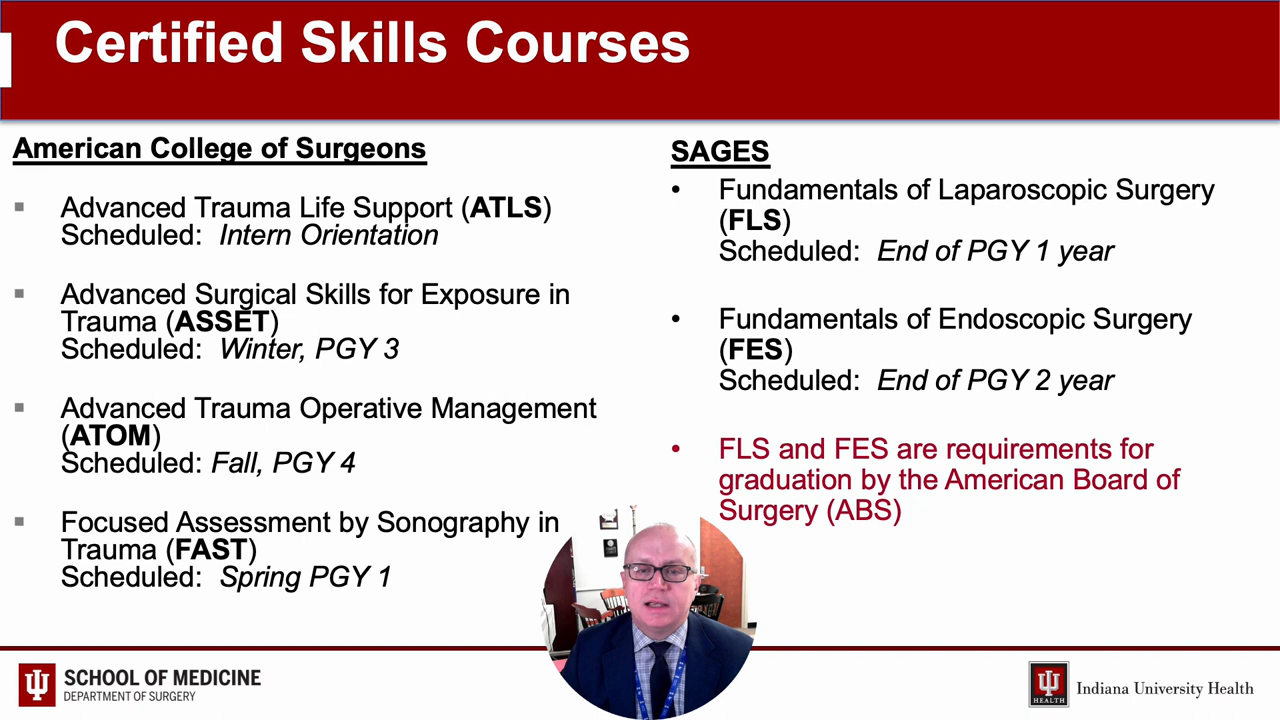 Certified Skills Courses
American College of Surgeons
▪ Advanced Trauma Life Support (ATLS)
Scheduled: Intern Orientation
▪ Advanced Surgical Skills for Exposure in
Trauma (ASSET)
Scheduled: Winter, PGY 3
▪ Advanced Trauma Operative Management
(ATOM)
Scheduled: Fall, PGY 4
▪ Focused Assessment by Sonography in
Trauma (FAST)
Scheduled: Spring PGY 1
SAGES
• Fundamentals of Laparoscopic Surgery
(FLS)
Scheduled: End of PGY 1 year
• Fundamentals of Endoscopic Surgery
(FES)
Scheduled: End of PGY 2 year
• FLS and FES are requirements for
graduation by the American Board of
Surgery (ABS)
SCHOOL OF MEDICINE
DEPARTMENT OF SURGERY
HEALTH
Indiana University Health